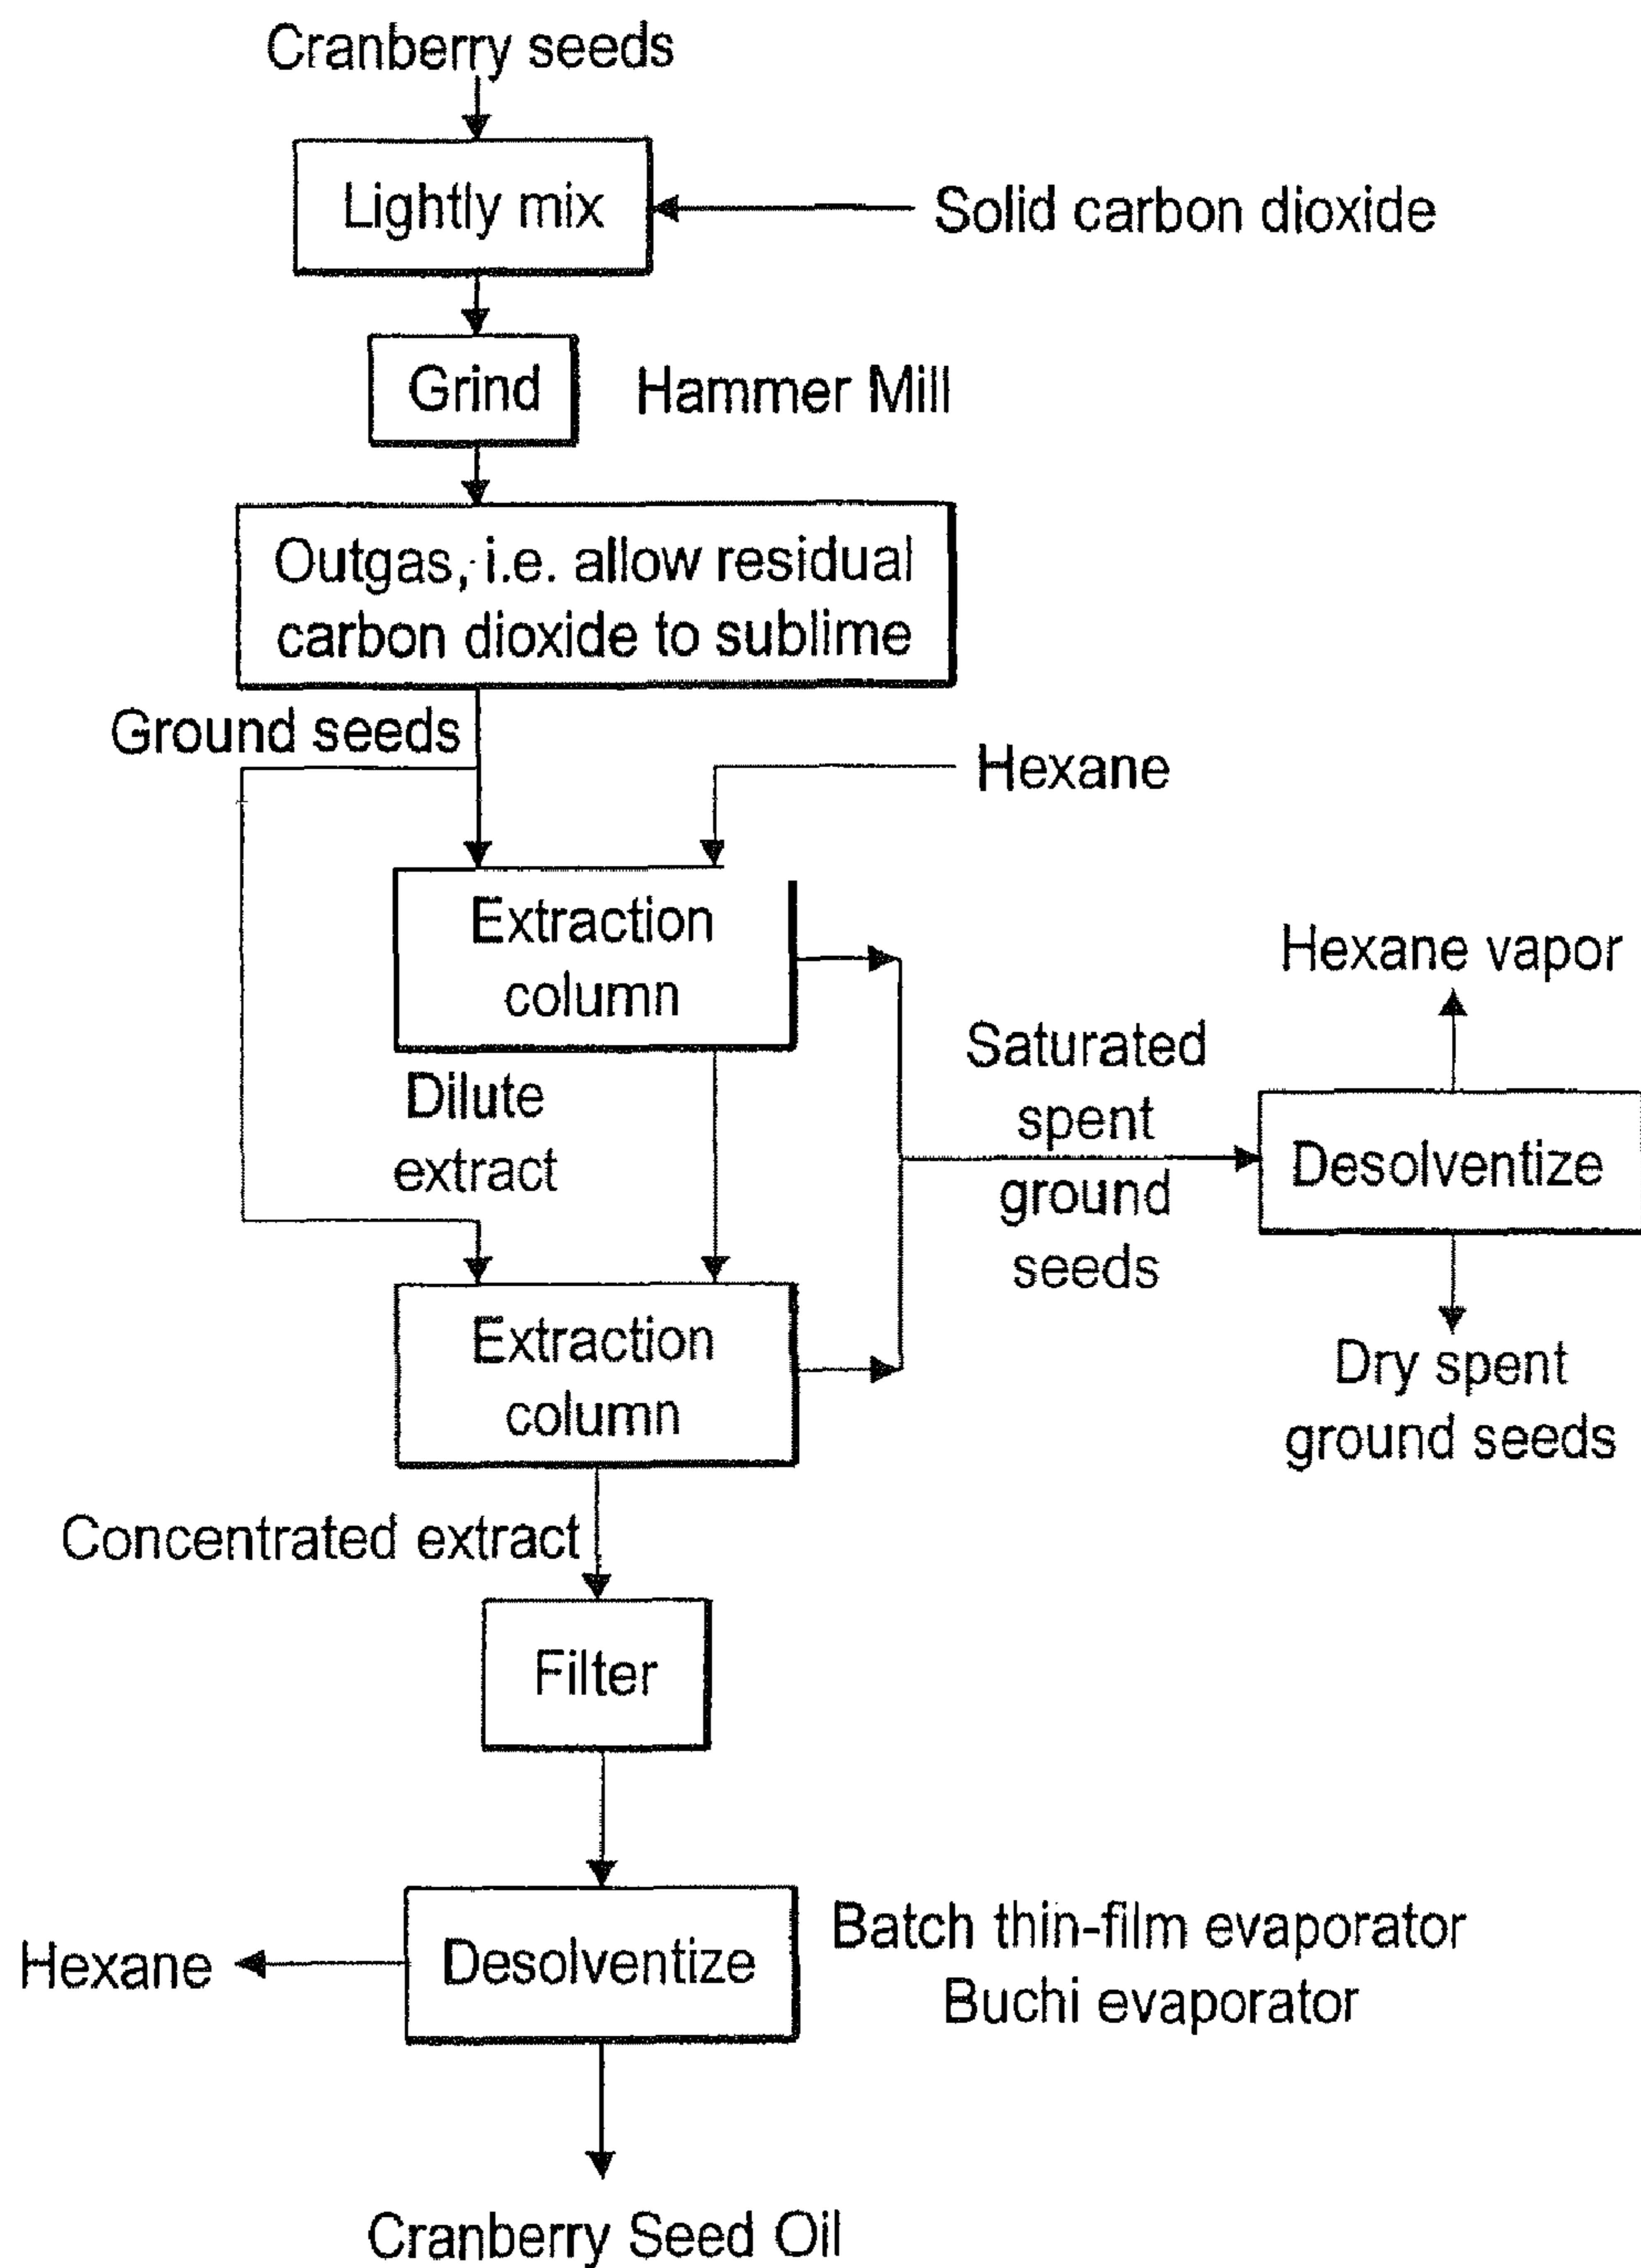 Cranberry seeds
Lightly mix
Solid carbon dioxide
Grind
Hammer Mill
Outgas, i.e. allow residual
carbon dioxide to sublime
Ground seeds
Hexane
Extraction
column
Hexane vapor
Saturated
spent
ground
seeds
Desolventize
Dilute
extract
Dry spent
ground seeds
Extraction
column
Concentrated extract
Filter
Desolventize
Batch thin-film evaporator
Buchi evaporator
Hexane
Cranberry Seed Oil